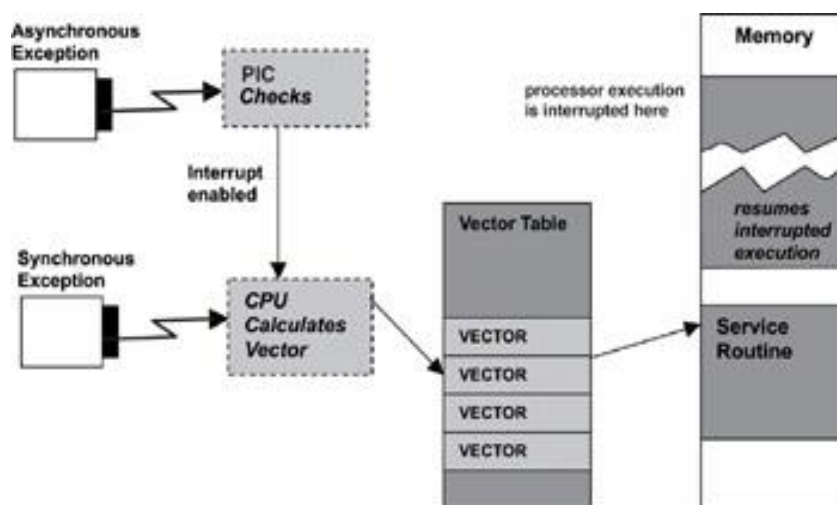 Asynchronous
Exception
PIC
Checks
Interrupt
enabled
Synchronous
Exception
CPU
Calculates
Vector
Vector Table
VECTOR
VECTOR
VECTOR
VECTOR
processor execution
is interrupted here
Memory
resumes
interrupted
execution
Service
Routine